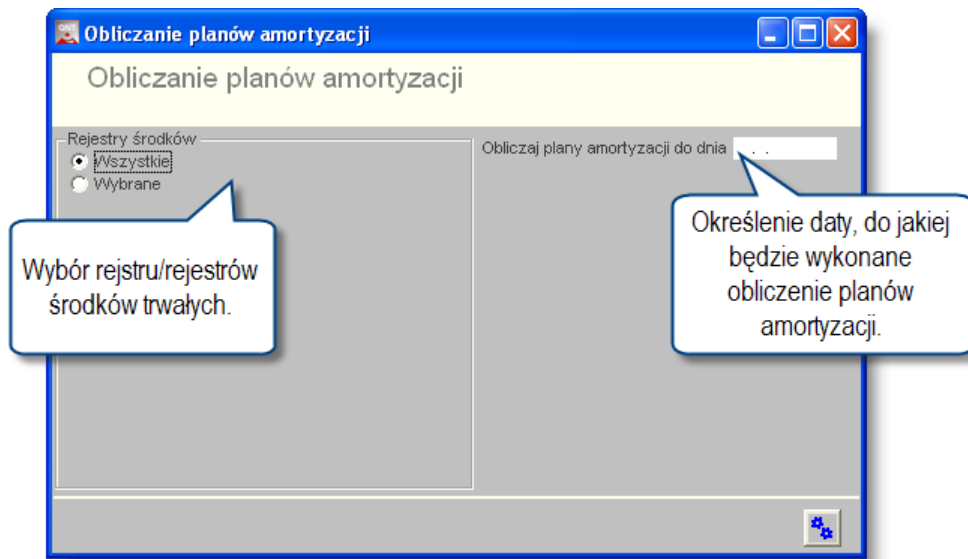 Obliczanie planów amortyzacji
Obliczanie planów amortyzacji
Rejestry środków
Wszystkie
Wybrane
Obliczaj plany amortyzacji do dnia . .
Wybór rejstru/rejestrów
środków trwałych.
Określenie daty, do jakiej
będzie wykonane
obliczenie planów
amortyzacji.